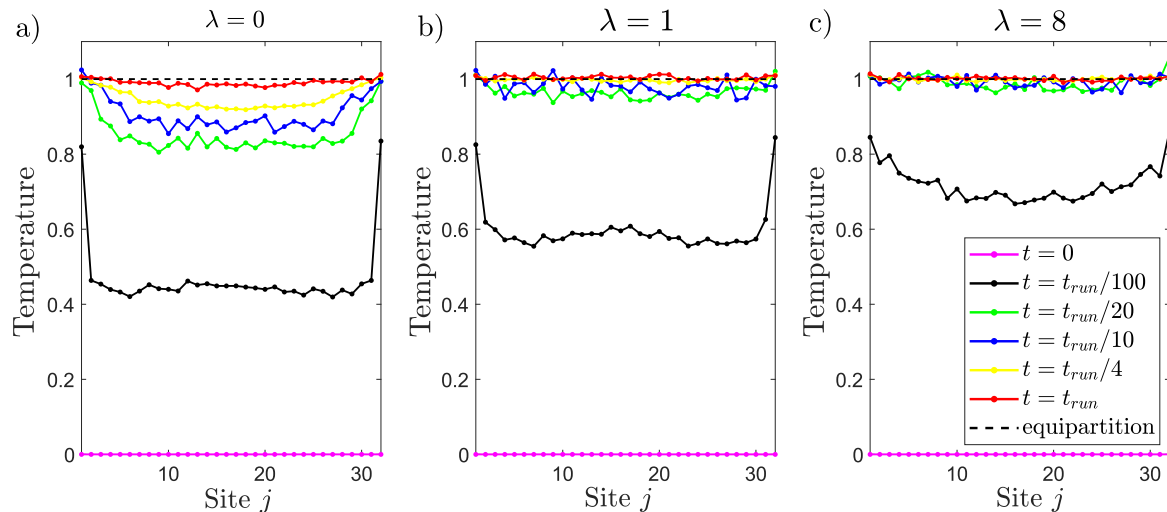 a)
λ = 0
1
0.8
0.6
0.4
0.2
0
Temperature
10
20
30
Site j
b)
λ = 1
1
0.8
0.6
0.4
0.2
0
Temperature
10
20
30
Site j
c)
λ = 8
1
0.8
0.6
0.4
0.2
0
Temperature
10
20
30
Site j
t = 0
t = t_run/100
t = t_run/20
t = t_run/10
t = t_run/4
t = t_run
equipartition